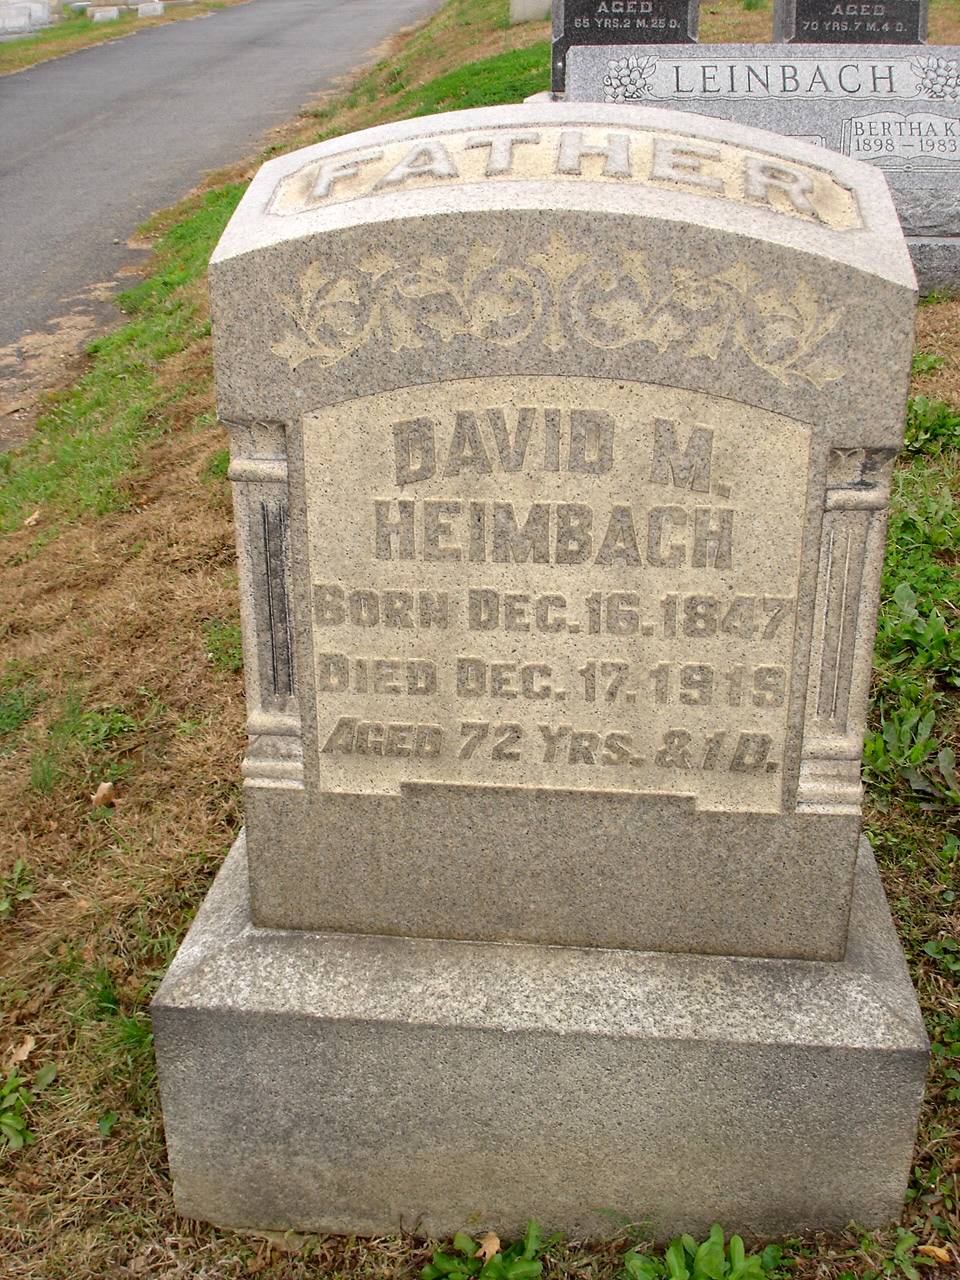 AGED
65 YRS. 2 M. 25 D.
AGED
70 YRS. 7 M. 4 D.
LEINBACH
BERTHA K.
1898 – 1983
FATHER
DAVID M.
HEIMBACH
BORN DEC. 16. 1847
DIED DEC. 17. 1919
AGED 72 YRS. & 1 D.